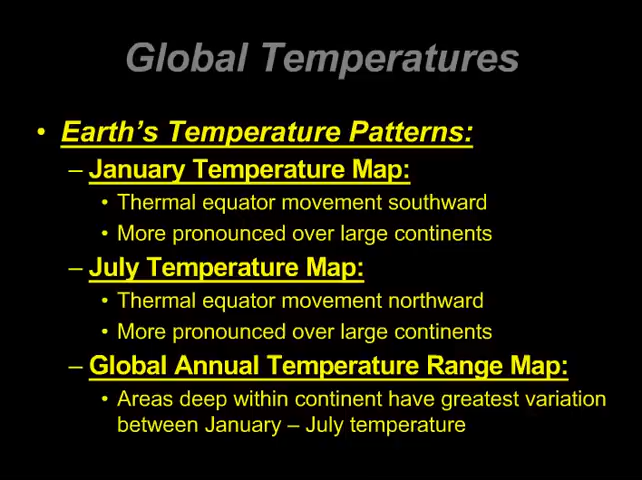 Global Temperatures
• Earth's Temperature Patterns:
– January Temperature Map:
• Thermal equator movement southward
• More pronounced over large continents
– July Temperature Map:
• Thermal equator movement northward
• More pronounced over large continents
– Global Annual Temperature Range Map:
• Areas deep within continent have greatest variation
between January – July temperature